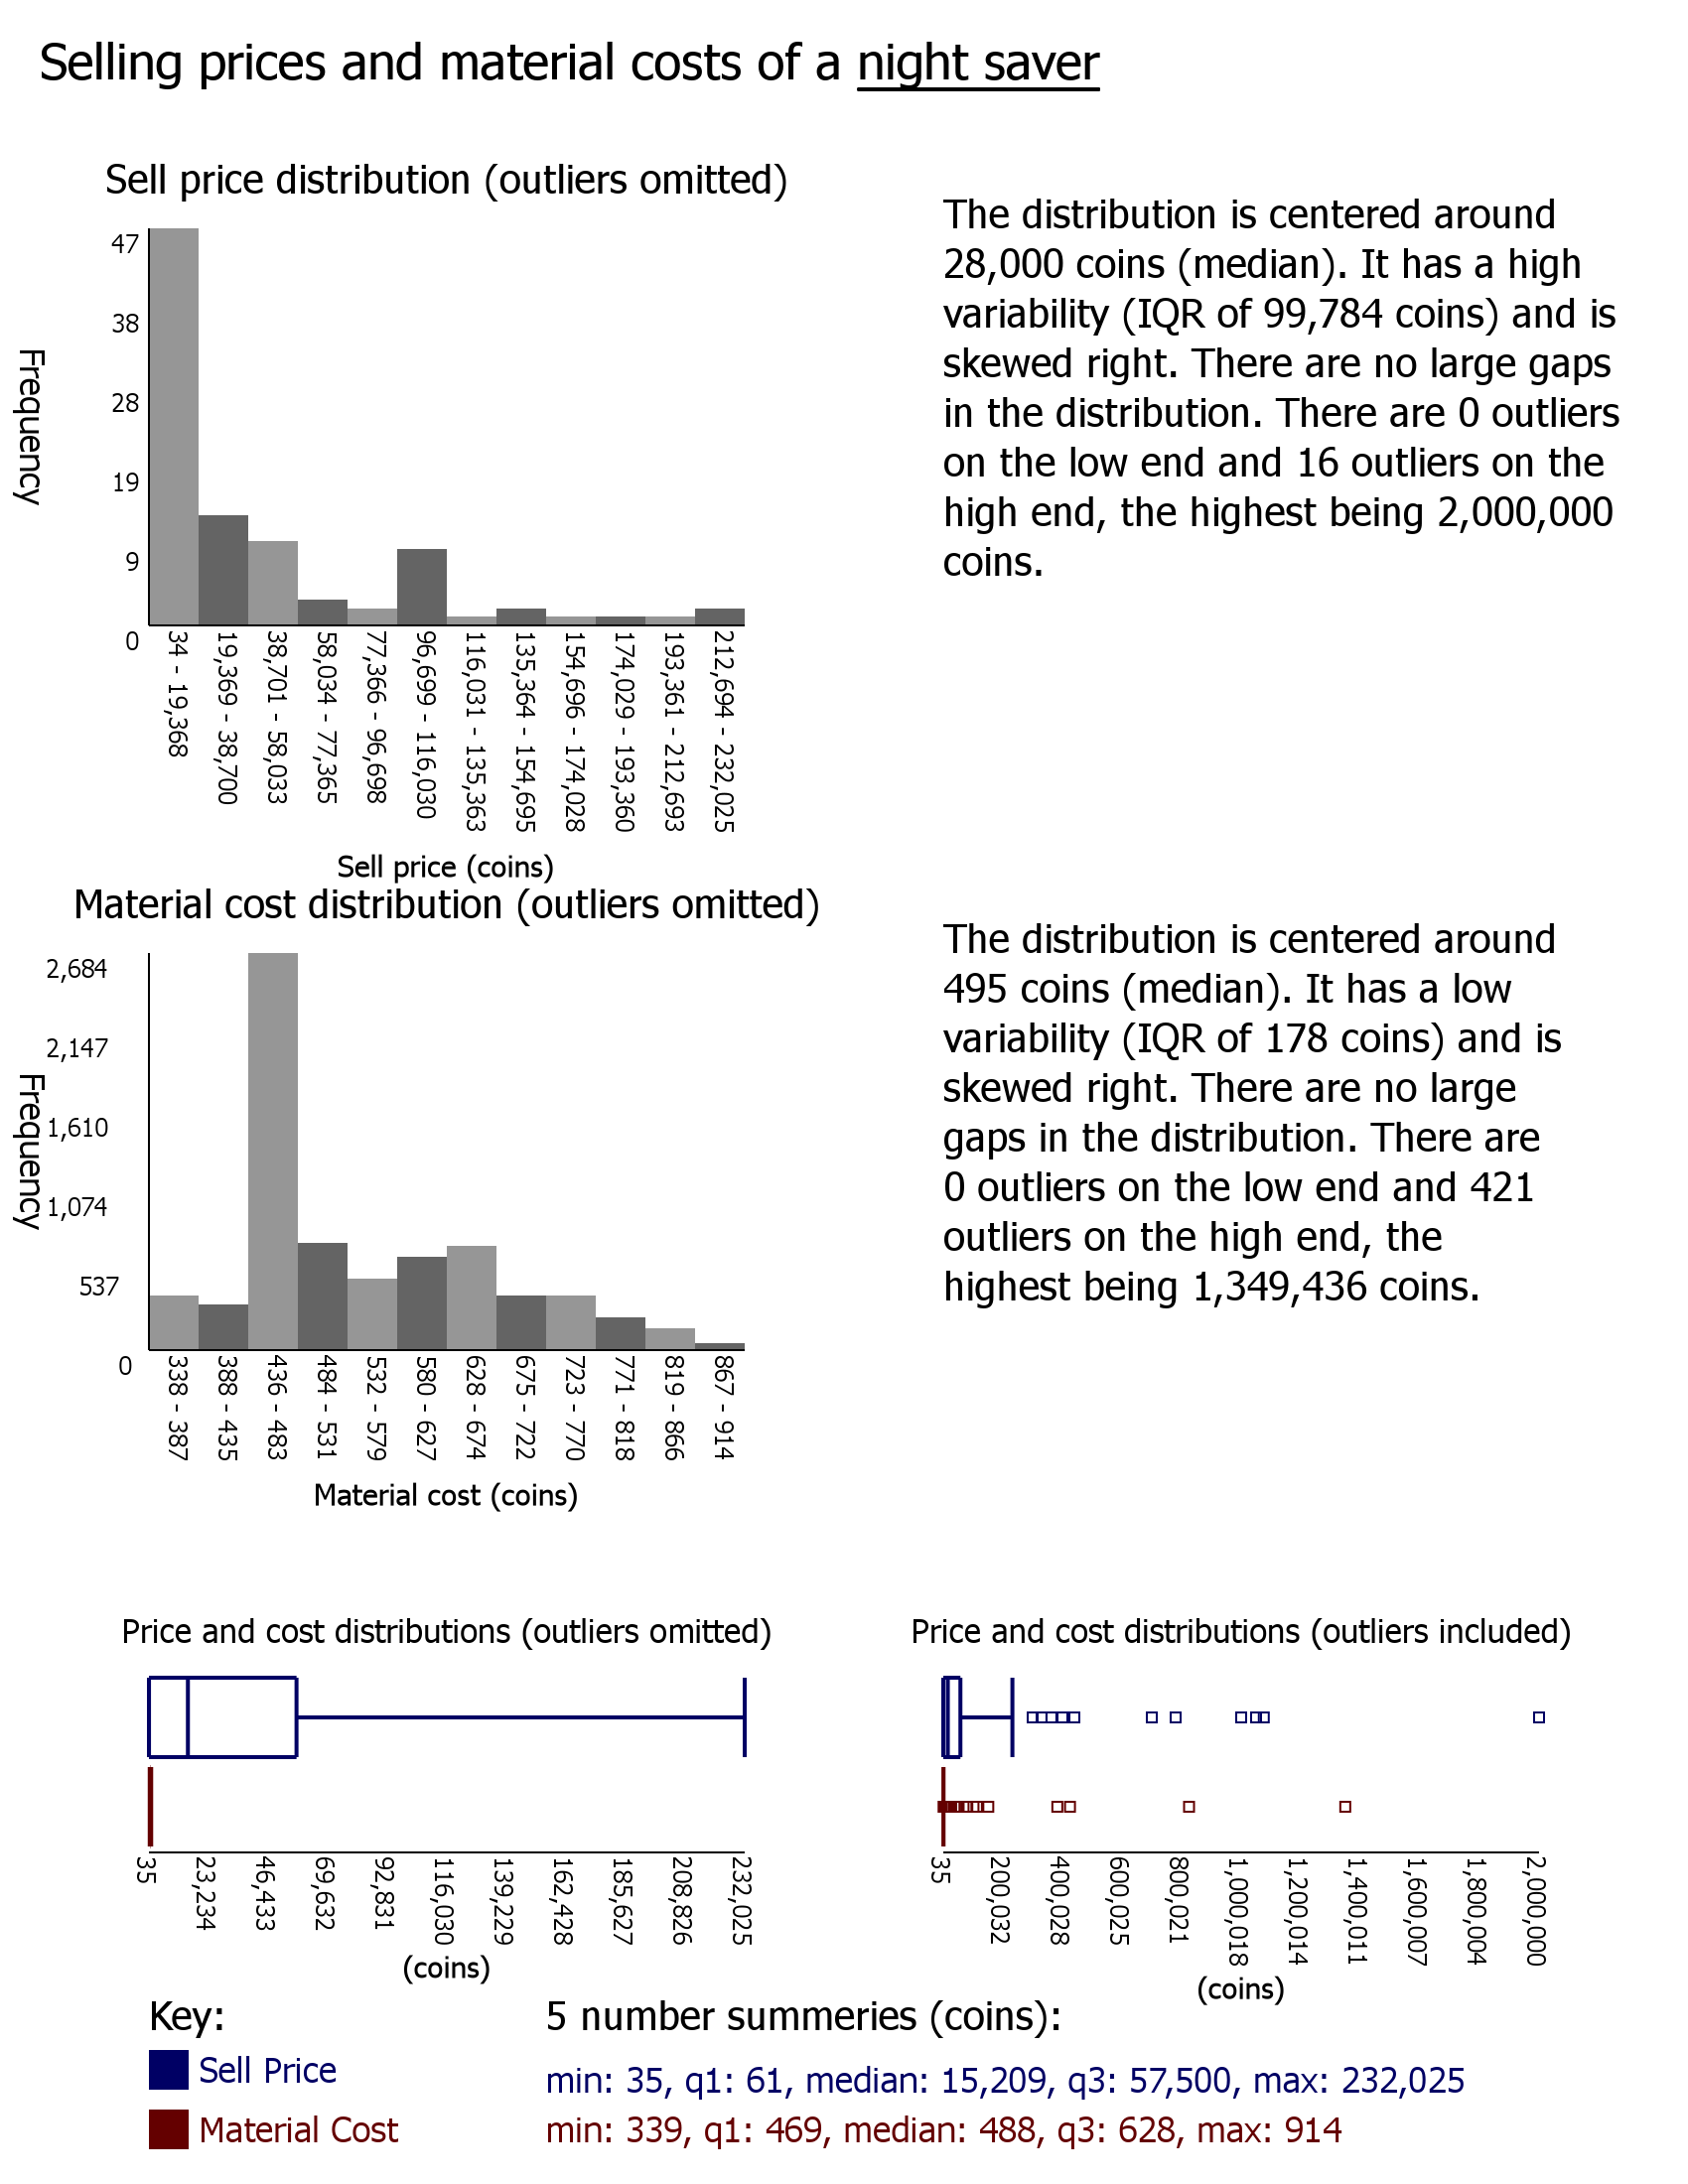 Selling prices and material costs of a night saver
Sell price distribution (outliers omitted)
47
38
28
19
9
0
Frequency
34 - 19,368
19,369 - 38,700
38,701 - 58,033
58,034 - 77,365
77,366 - 96,698
96,699 - 116,030
116,031 - 135,363
135,364 - 154,695
154,696 - 174,028
174,029 - 193,360
193,361 - 212,693
212,694 - 232,025
Sell price (coins)
The distribution is centered around
28,000 coins (median). It has a high
variability (IQR of 99,784 coins) and is
skewed right. There are no large gaps
in the distribution. There are 0 outliers
on the low end and 16 outliers on the
high end, the highest being 2,000,000
coins.
Material cost distribution (outliers omitted)
2,684
2,147
1,610
1,074
537
0
Frequency
338 - 387
388 - 435
436 - 483
484 - 531
532 - 579
580 - 627
628 - 674
675 - 722
723 - 770
771 - 818
819 - 866
867 - 914
Material cost (coins)
The distribution is centered around
495 coins (median). It has a low
variability (IQR of 178 coins) and is
skewed right. There are no large
gaps in the distribution. There are
0 outliers on the low end and 421
outliers on the high end, the
highest being 1,349,436 coins.
Price and cost distributions (outliers omitted)
35
23,234
46,433
69,632
92,831
116,030
139,229
162,428
185,627
208,826
232,025
(coins)
Price and cost distributions (outliers included)
35
200,032
400,028
600,025
800,021
1,000,018
1,200,014
1,400,011
1,600,007
1,800,004
2,000,000
(coins)
Key:
Sell Price
Material Cost
5 number summeries (coins):
min: 35, q1: 61, median: 15,209, q3: 57,500, max: 232,025
min: 339, q1: 469, median: 488, q3: 628, max: 914